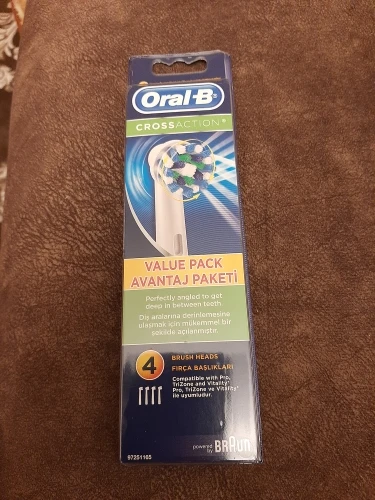 Oral-B
CROSSACTION*
VALUE PACK
AVANTAJ PAKETİ
Perfectly angled to get
deep in between teeth.
Diş aralarına derinlemesine
ulaşmak için mükemmel bir
şekilde açılanmıştır.
4
BRUSH HEADS
FIRÇA BAŞLIKLARI
Compatible with Pro,
TriZone and Vitality*
Pro, TriZone ve Vitality*
ile uyumludur.
97251165
powered by BRAUN